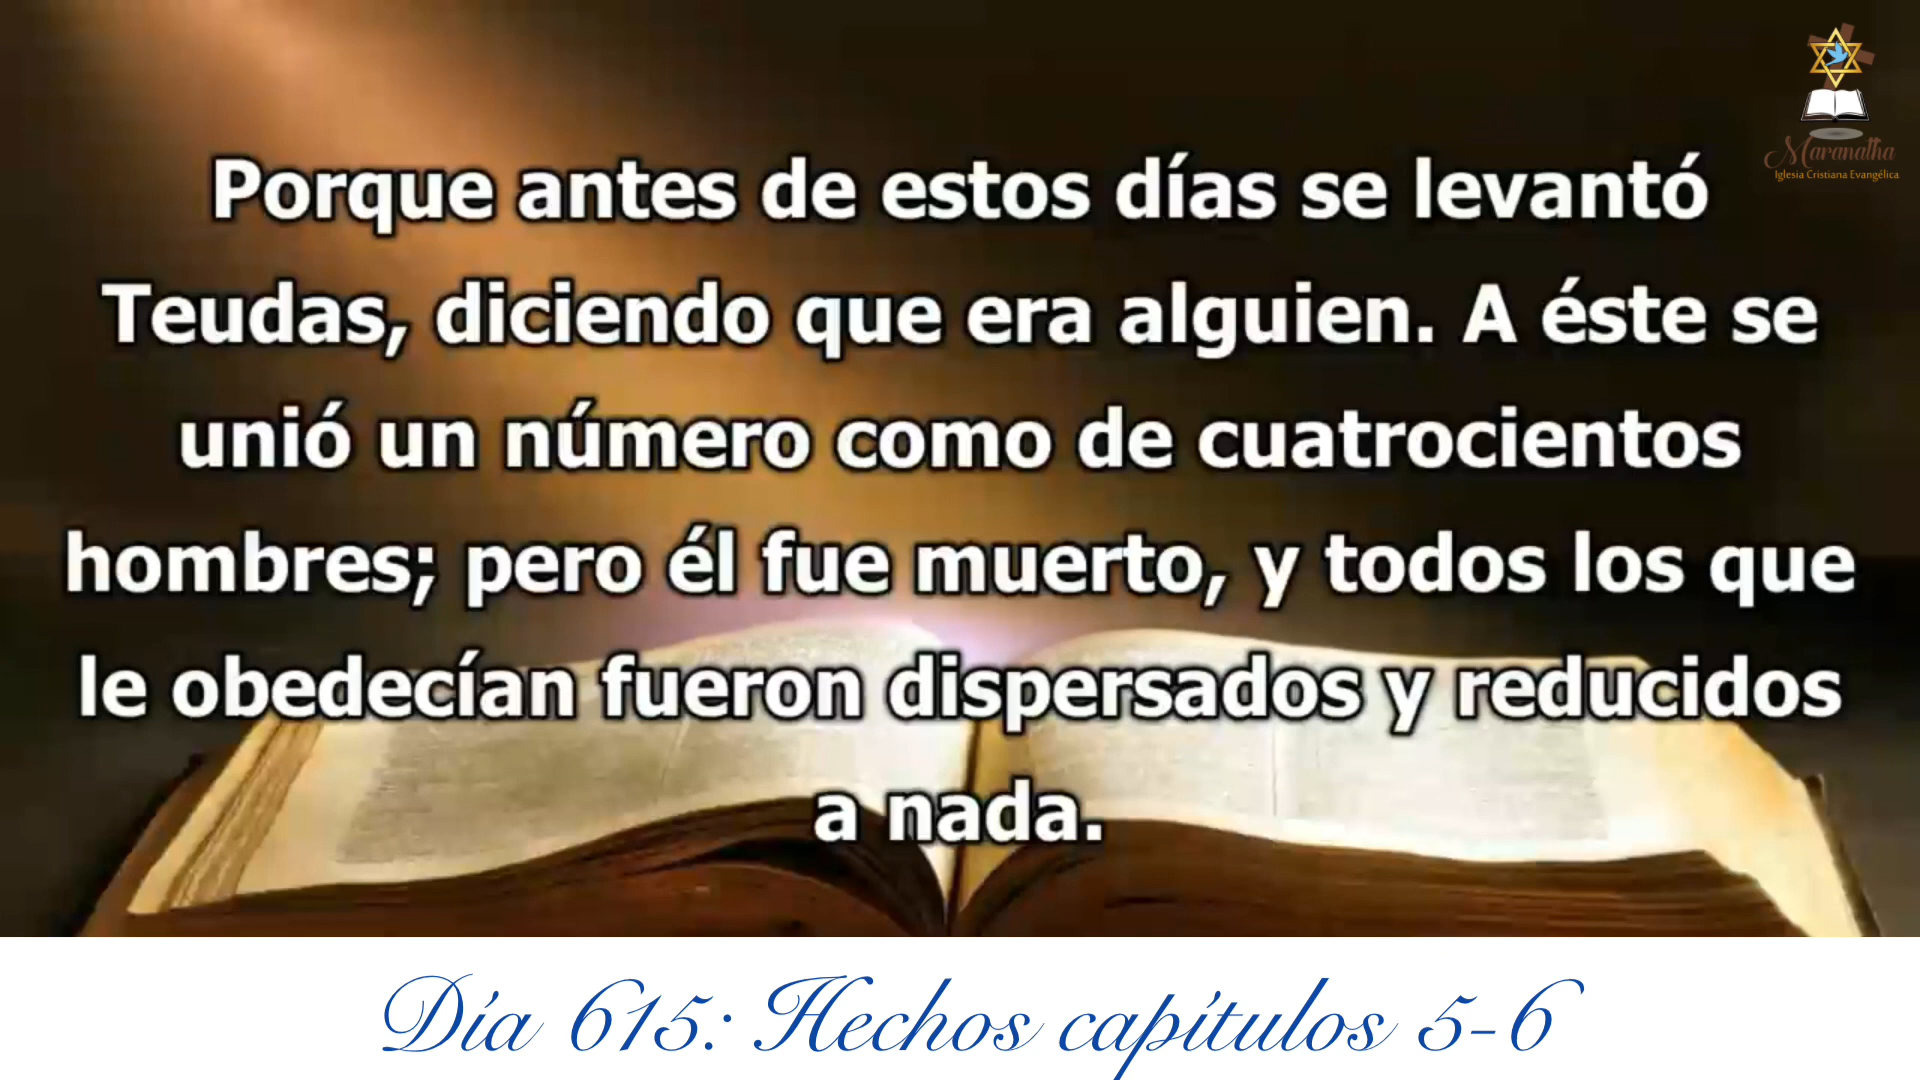 Maranatha
Iglesia Cristiana Evangélica
Porque antes de estos días se levantó
Teudas, diciendo que era alguien. A éste se
unió un número como de cuatrocientos
hombres; pero él fue muerto, y todos los que
le obedecían fueron dispersados y reducidos
a nada.
Día 615: Hechos capítulos 5-6